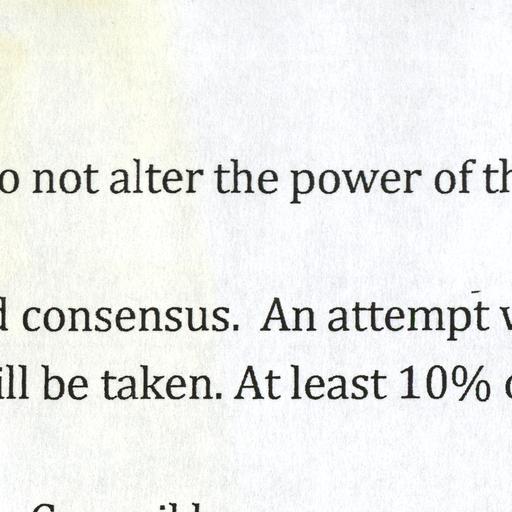 o not alter the power of th
d consensus.  An attempt v
ill be taken. At least 10%